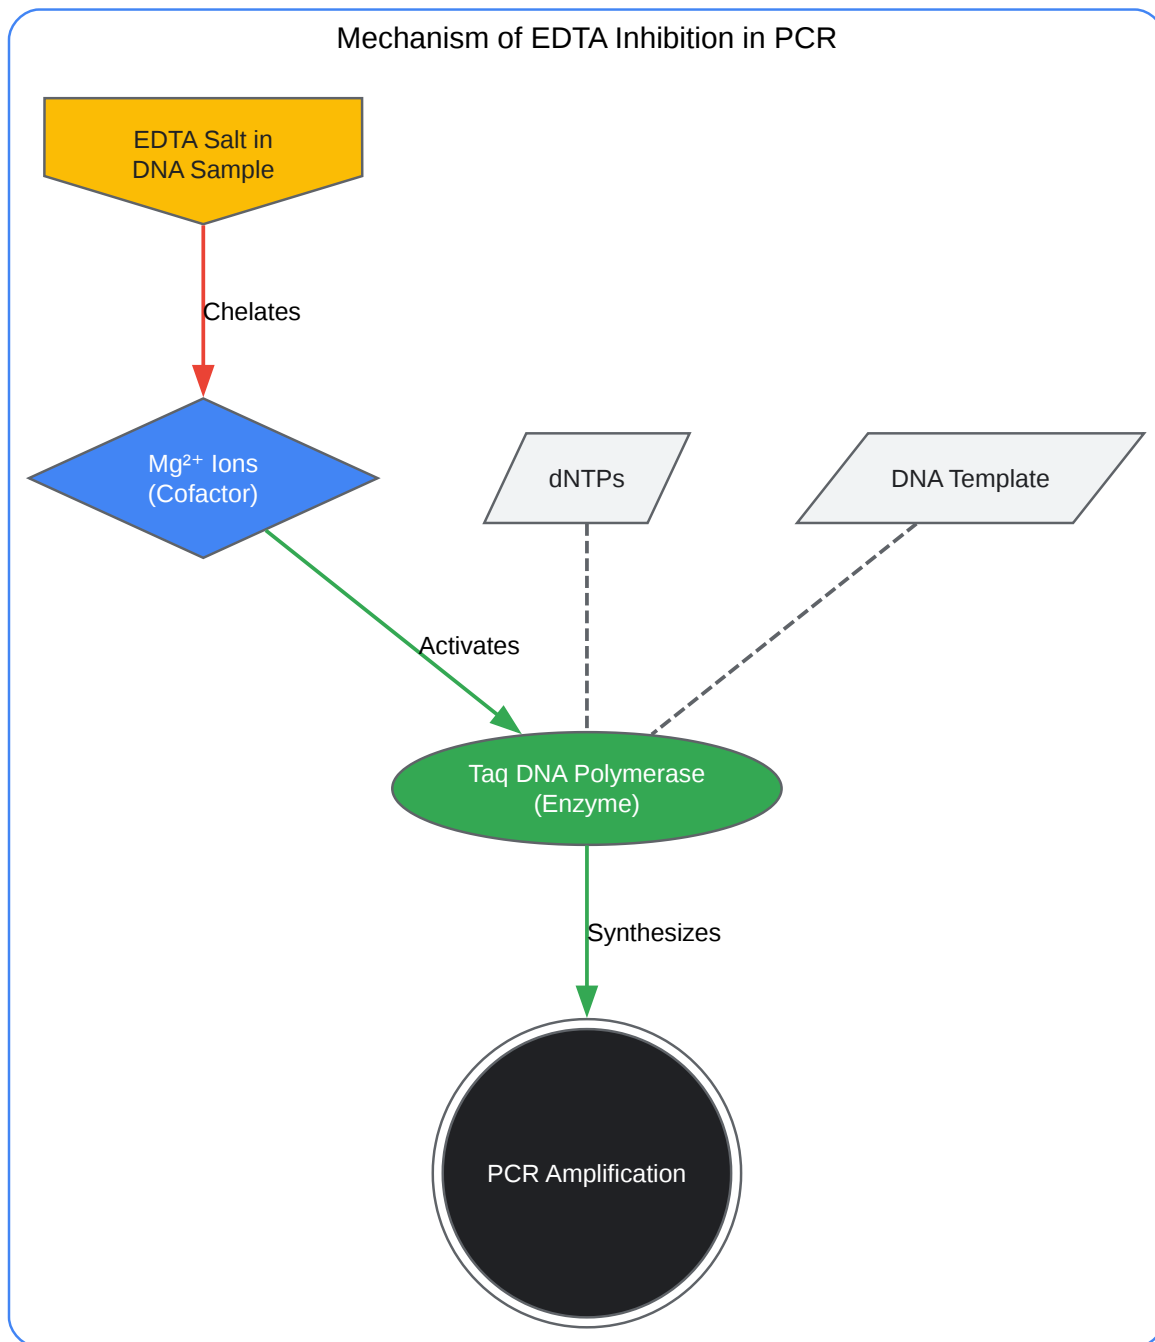 Mechanism of EDTA Inhibition in PCR
EDTA Salt in
DNA Sample
Chelates
Mg²⁺ Ions
(Cofactor)
dNTPs
DNA Template
Activates
Taq DNA Polymerase
(Enzyme)
Synthesizes
PCR Amplification